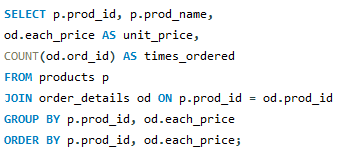 SELECT p.prod_id, p.prod_name,
od.each_price AS unit_price,
COUNT(od.ord_id) AS times_ordered
FROM products p
JOIN order_details od ON p.prod_id = od.prod_id
GROUP BY p.prod_id, od.each_price
ORDER BY p.prod_id, od.each_price;